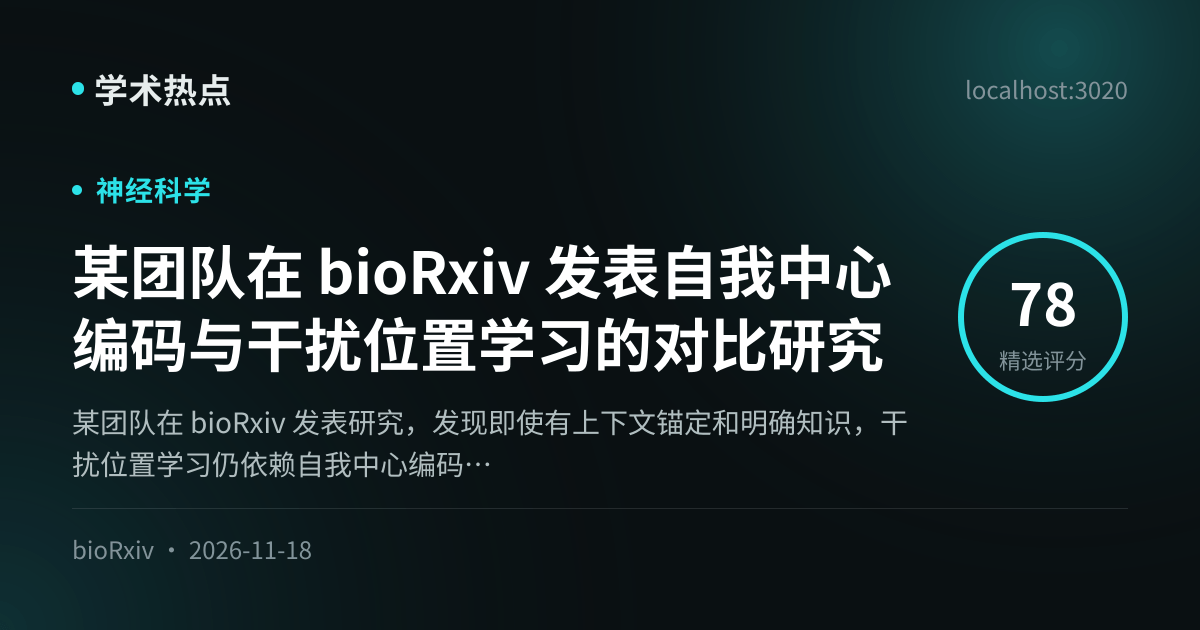 学术热点
localhost:3020
神经科学
某团队在 bioRxiv 发表自我中心
编码与干扰位置学习的对比研究
78
精选评分
某团队在 bioRxiv 发表研究，发现即使有上下文锚定和明确知识，干
扰位置学习仍依赖自我中心编码…
bioRxiv · 2026-11-18